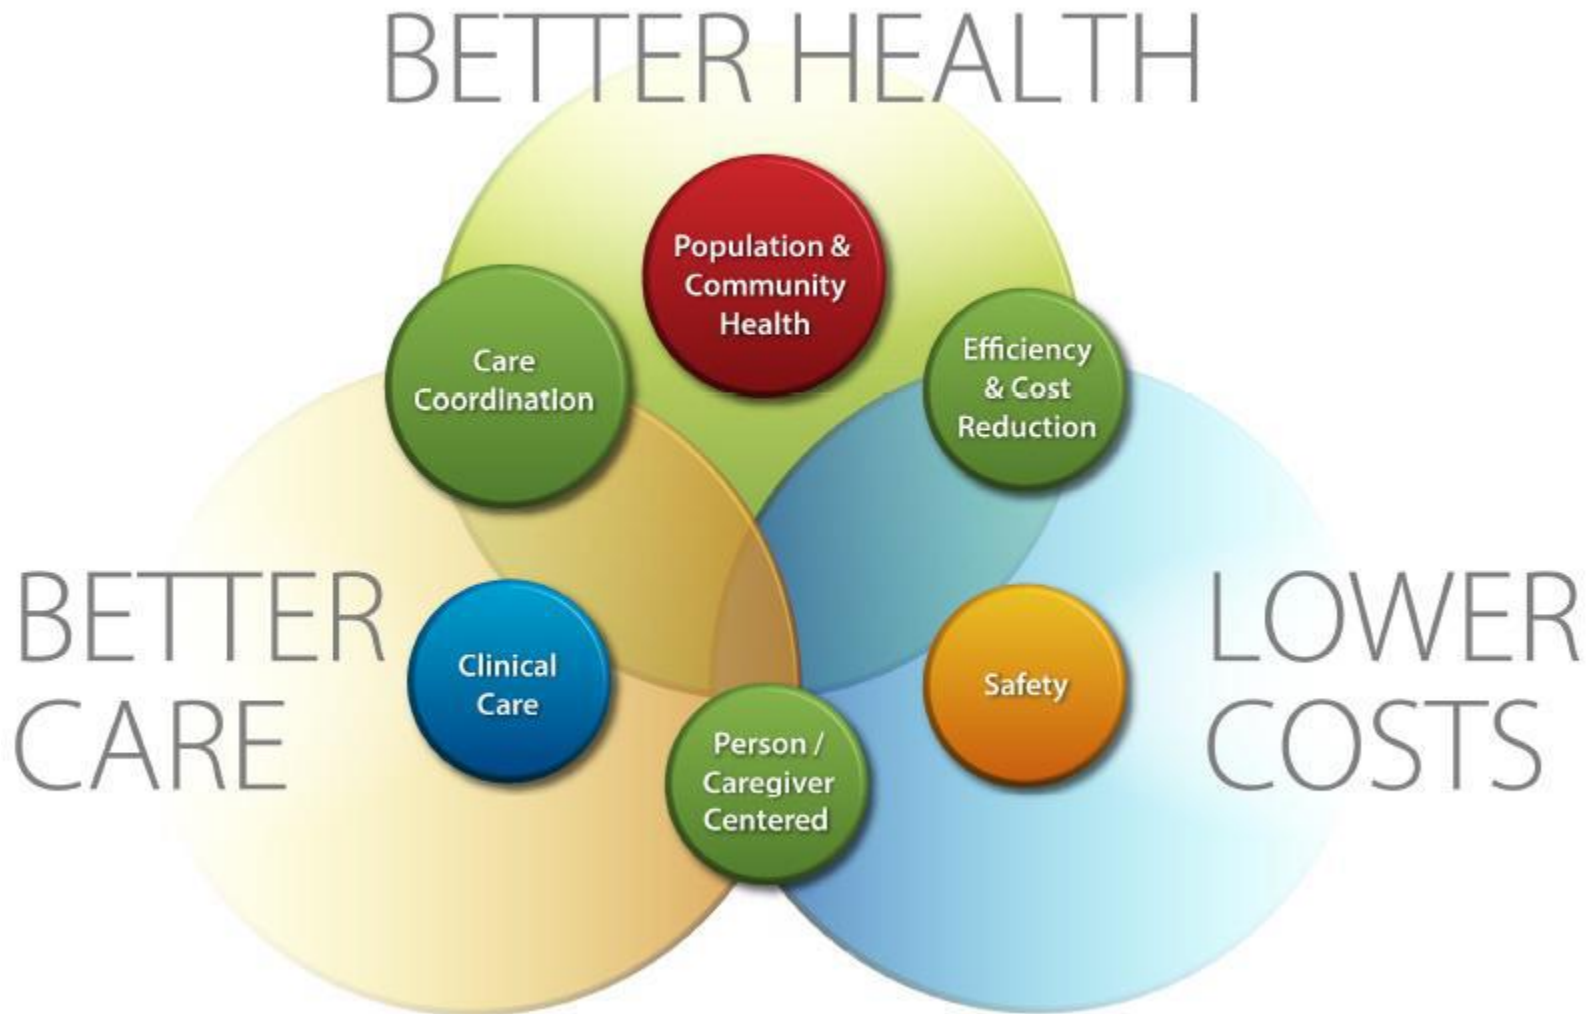 BETTER HEALTH
Population &
Community
Health
Care
Coordination
Efficiency
& Cost
Reduction
BETTER
CARE
Clinical
Care
Person /
Caregiver
Centered
Safety
LOWER
COSTS